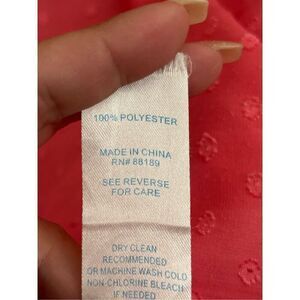 100% POLYESTER
MADE IN CHINA
RN# 88189
SEE REVERSE
FOR CARE
DRY CLEAN
RECOMMENDED
OR MACHINE WASH COLD
NON-CHLORINE BLEACH
IF NEEDED